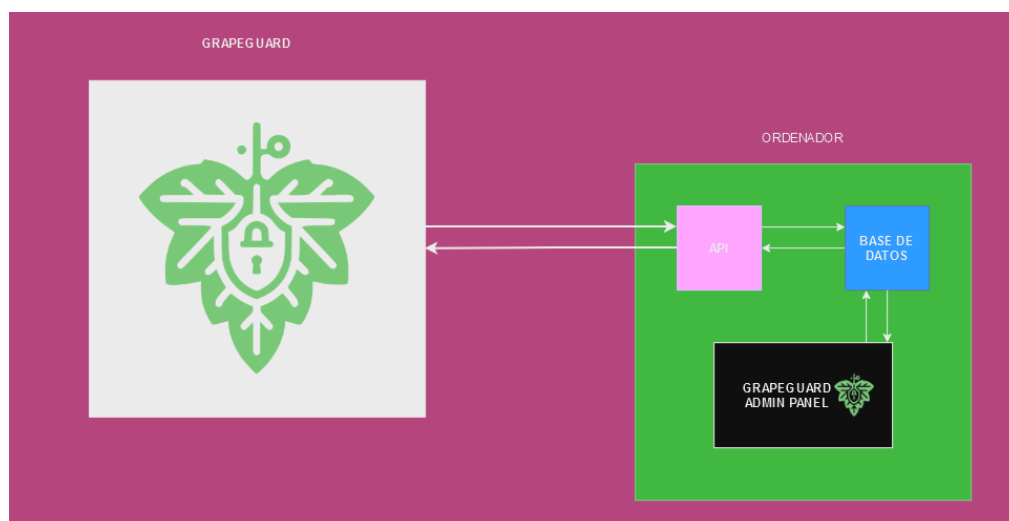 GRAPEGUARD
ORDENADOR
API
BASE DE
DATOS
GRAPEGUARD
ADMIN PANEL